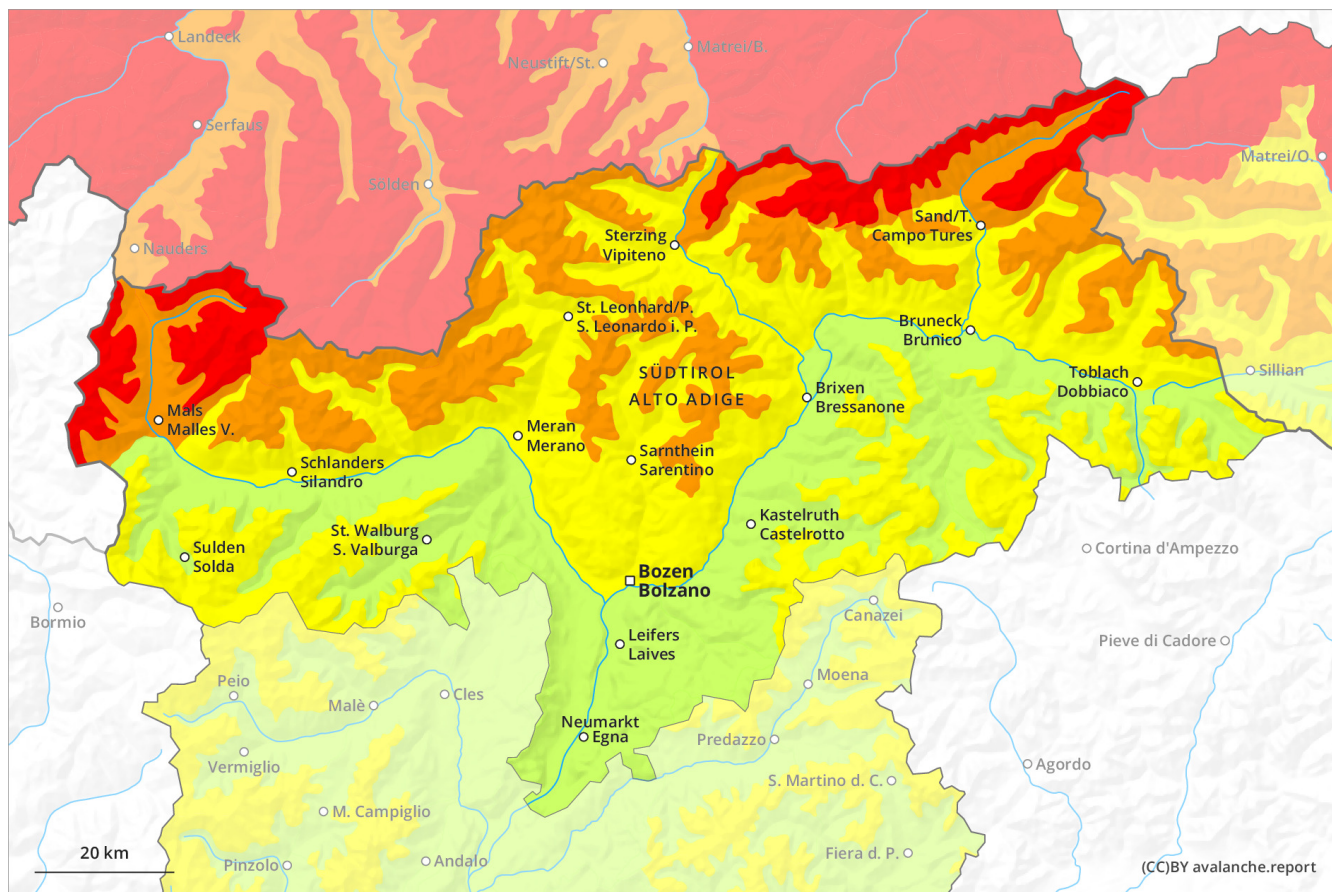 Landeck
Matrei/B.
Neustift/St.
Serfaus
Matrei/O.
Sölden
Sand/T.
Campo Tures
Nauders
Sterzing
Vipiteno
St. Leonhard/P.
S. Leonardo i. P.
Bruneck
Brunico
SÜDTIROL
ALTO ADIGE
Toblach
Dobbiaco
Sillian
Brixen
Bressanone
Mals
Malles V.
Meran
Merano
Schlanders
Silandro
Sarnthein
Sarentino
Kastelruth
Castelrotto
St. Walburg
S. Valburga
Sulden
Solda
Cortina d'Ampezzo
Bozen
Bolzano
Bormio
Canazei
Leifers
Laives
Pieve di Cadore
Peio
Moena
Malè
Cles
Neumarkt
Egna
Predazzo
Vermiglio
Agordo
S. Martino d. C.
M. Campiglio
20 km
Pinzolo
Andalo
Fiera d. P.
(CC)BY avalanche.report